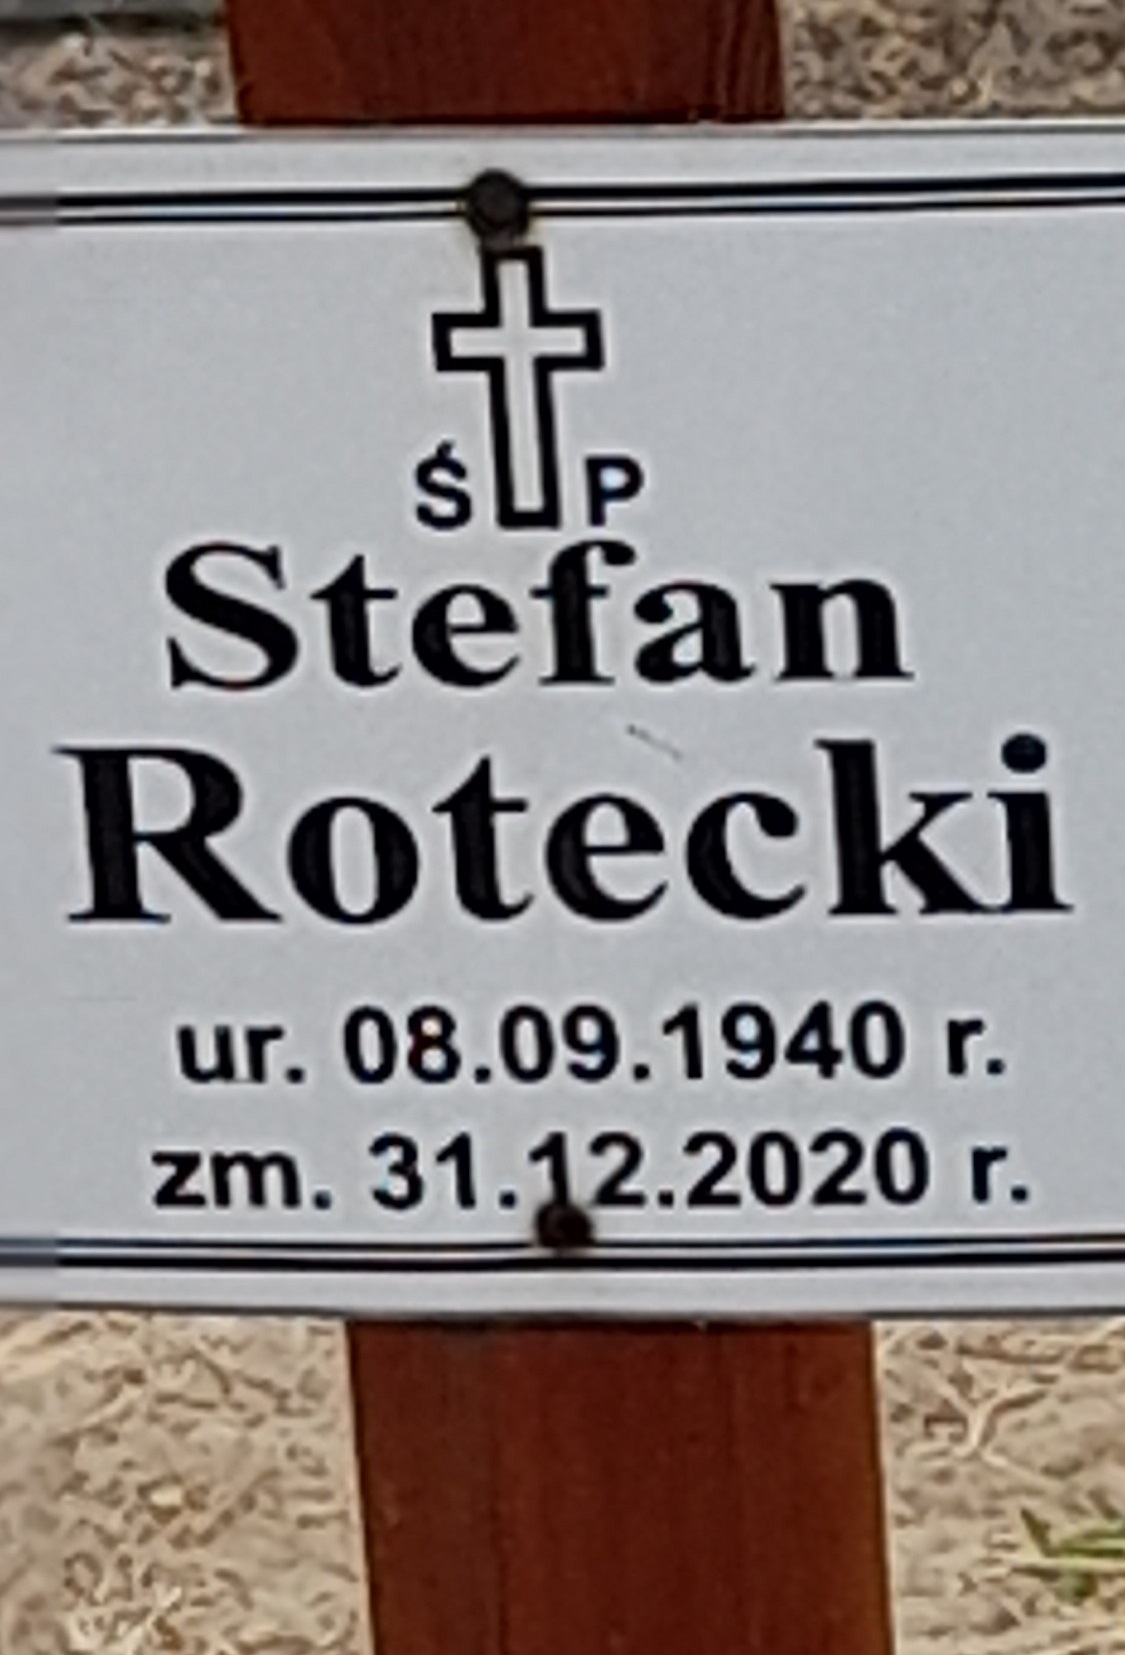 Ś P
Stefan
Rotecki
ur. 08.09.1940 r.
zm. 31.12.2020 r.